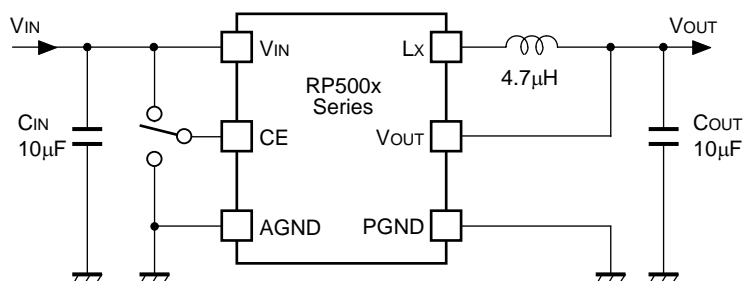 VIN
VOUT
VIN
LX
RP500x
Series
4.7μH
CIN
10μF
CE
VOUT
COUT
10μF
AGND
PGND